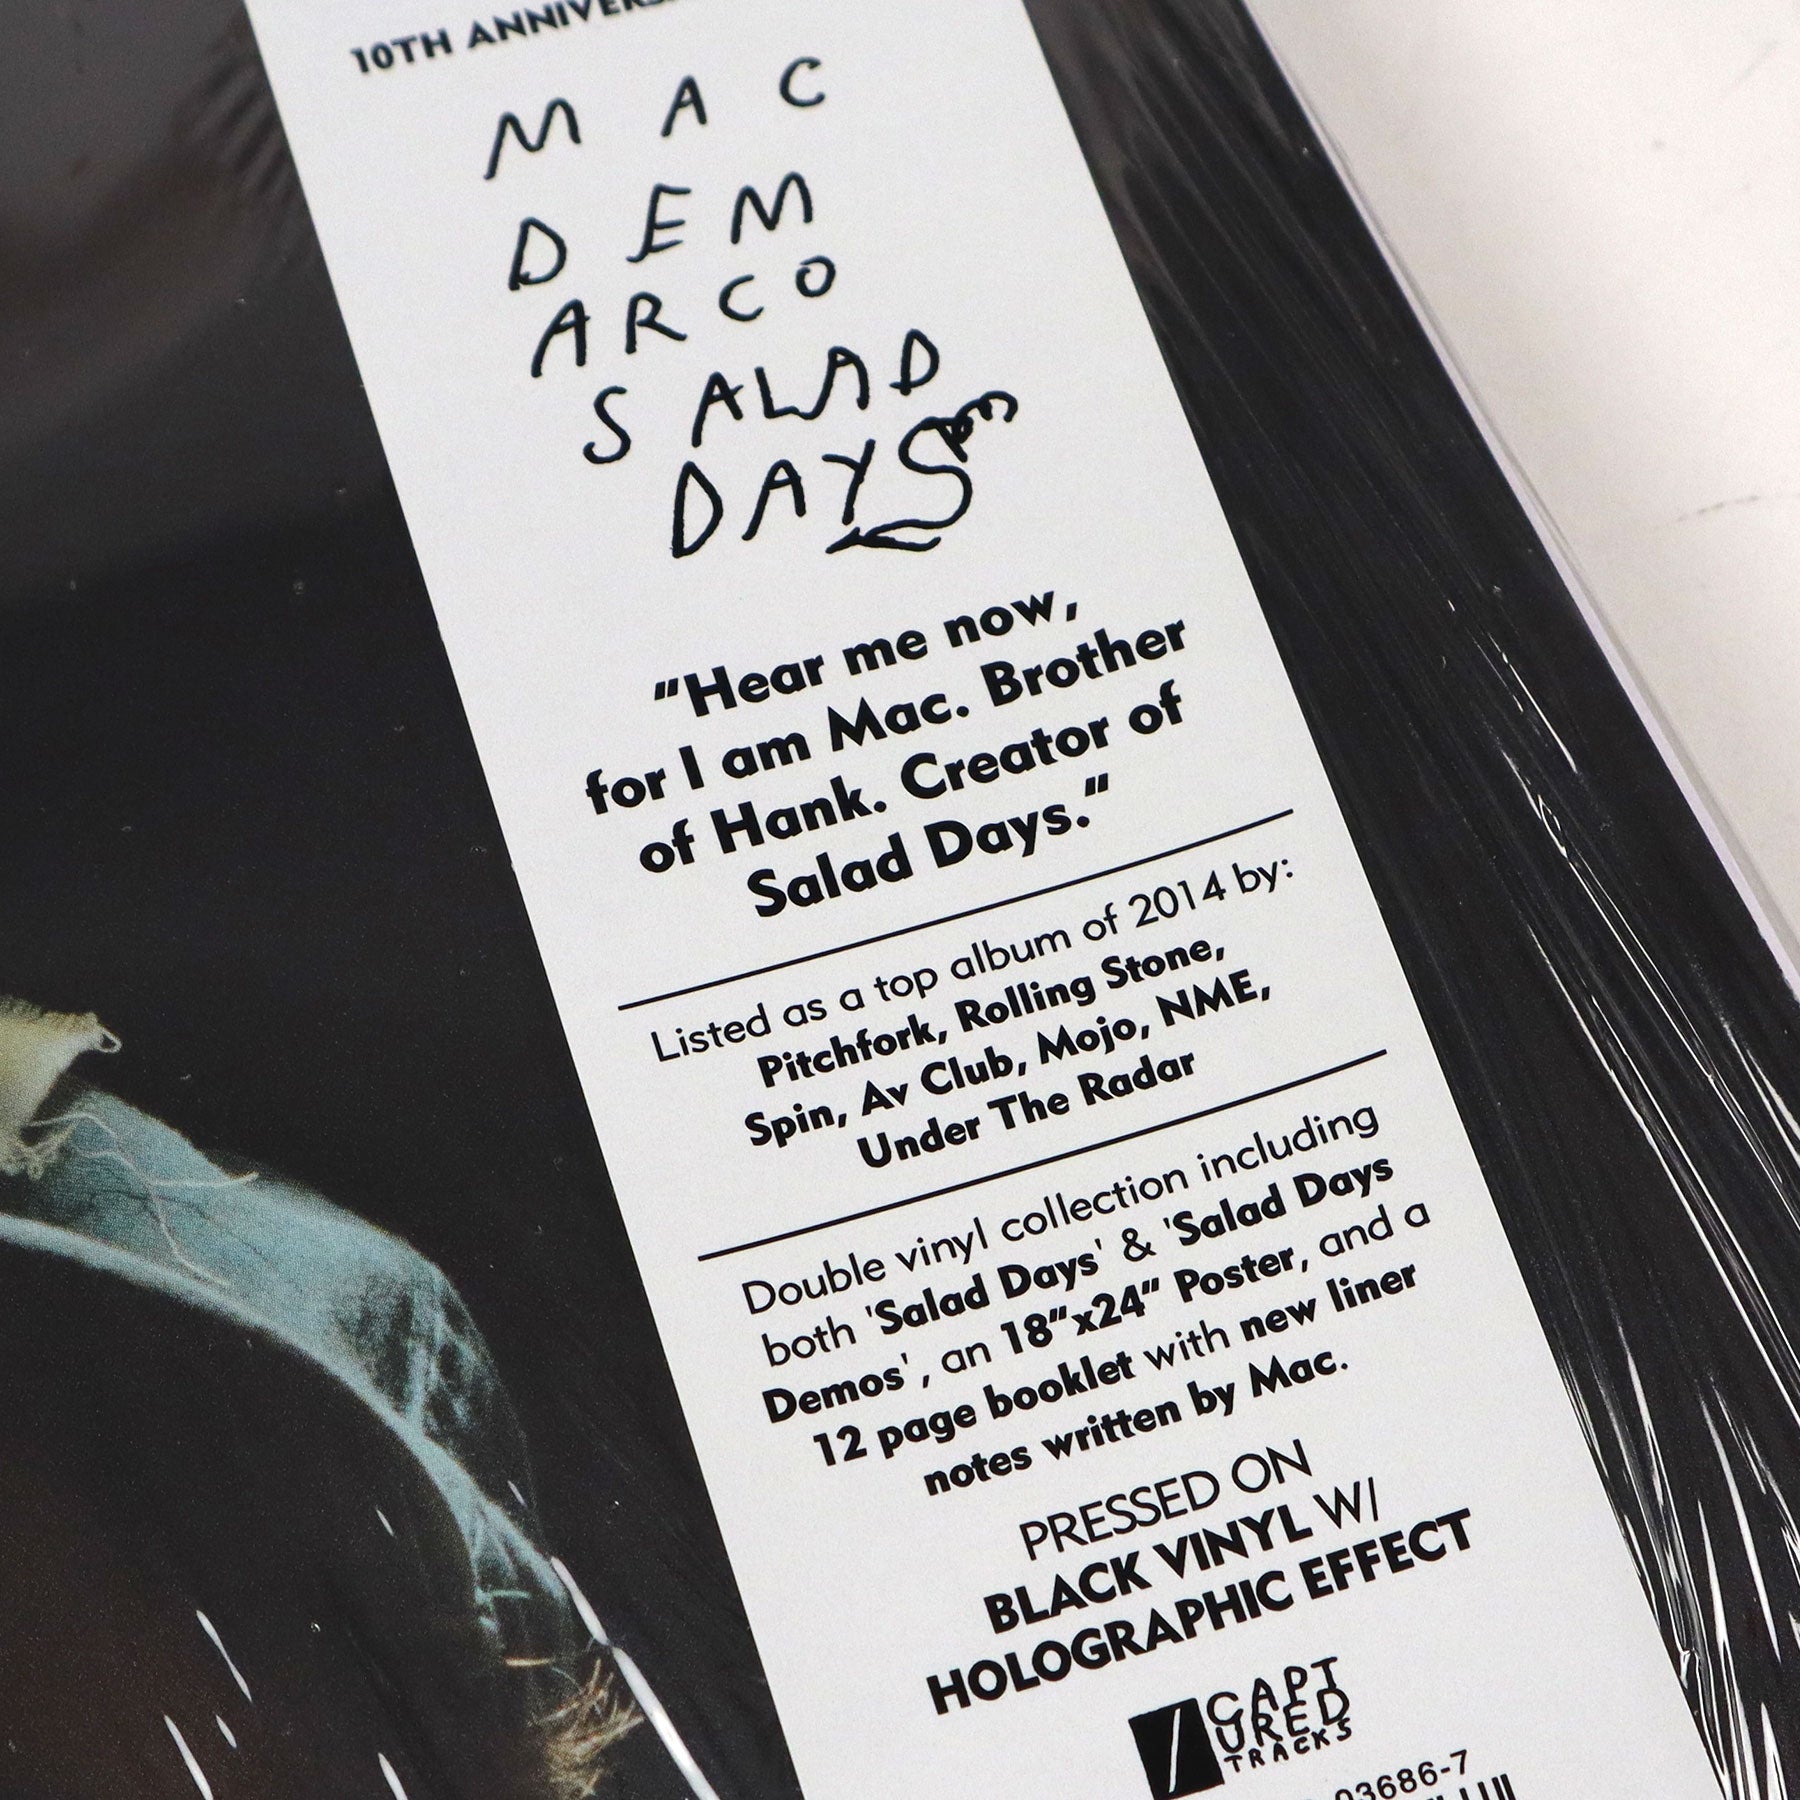 10TH ANNIVERS
MAC
DEM
ARCO
SALAD
DAYS
"Hear me now,
for I am Mac. Brother
of Hank. Creator of
Salad Days."
Listed as a top album of 2014 by:
Pitchfork, Rolling Stone,
Spin, Av Club, Mojo, NME,
Under The Radar
Double vinyl collection including
both 'Salad Days' & 'Salad Days
Demos', an 18"x24" Poster, and a
12 page booklet with new liner
notes written by Mac.
PRESSED ON
BLACK VINYL W/
HOLOGRAPHIC EFFECT
CAPT
URED
TRACKS
03686-7